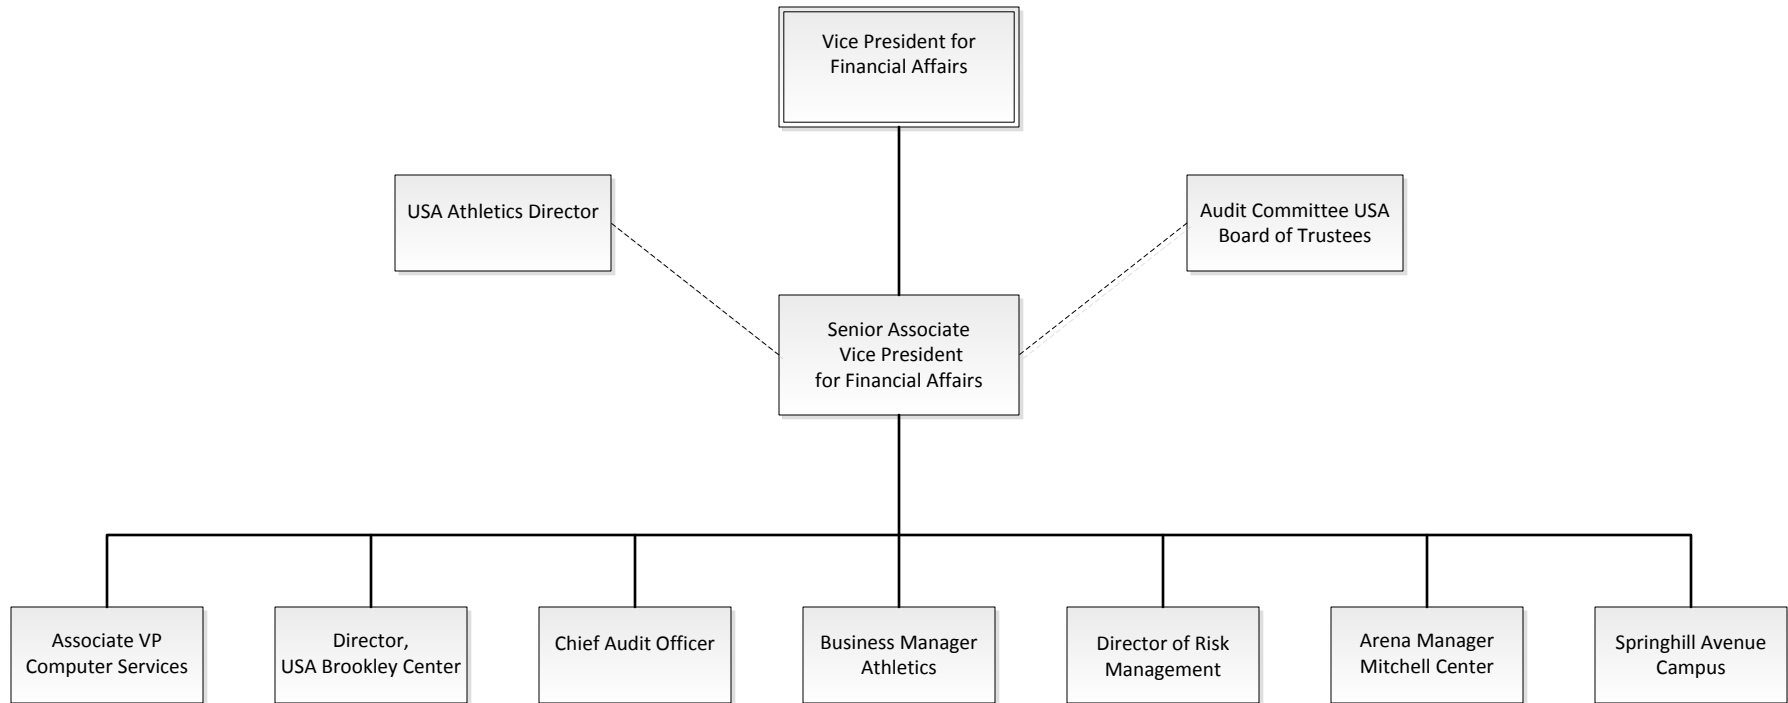 Vice President for
Financial Affairs
USA Athletics Director
Audit Committee USA
Board of Trustees
Senior Associate
Vice President
for Financial Affairs
Associate VP
Computer Services
Director,
USA Brookley Center
Chief Audit Officer
Business Manager
Athletics
Director of Risk
Management
Arena Manager
Mitchell Center
Springhill Avenue
Campus